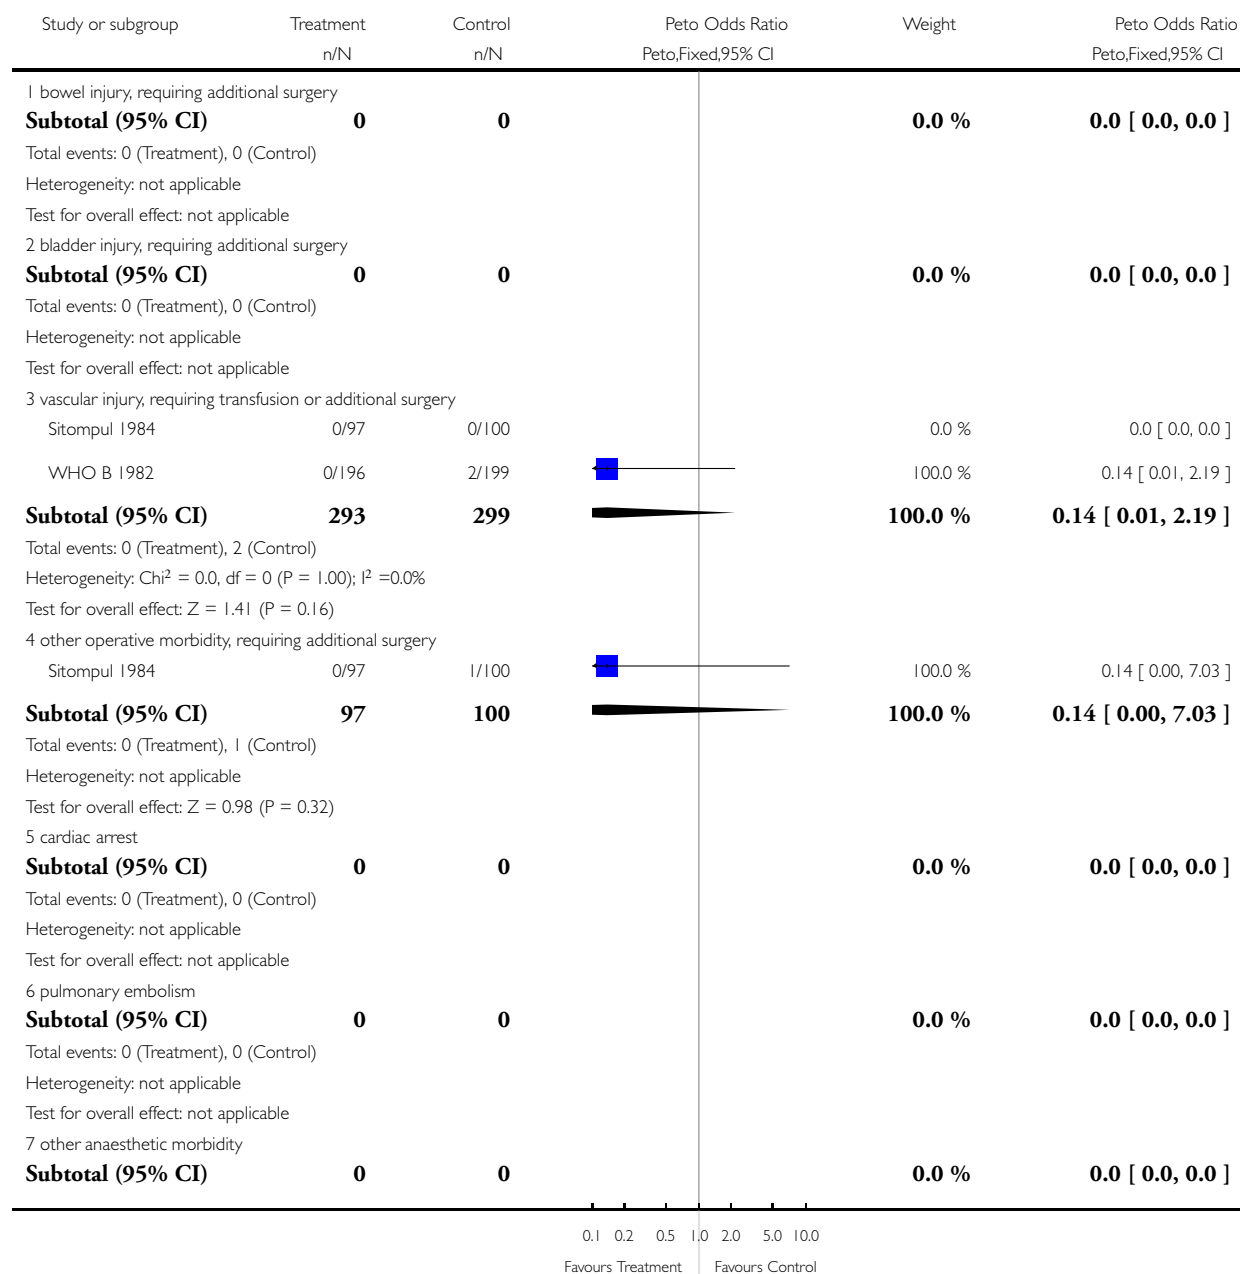 Study or subgroup Treatment Control Peto Odds Ratio Weight Peto Odds Ratio
n/N n/N Peto,Fixed,95% CI Peto,Fixed,95% CI
1 bowel injury, requiring additional surgery
Subtotal (95% CI) 0 0 0.0 % 0.0 [ 0.0, 0.0 ]
Total events: 0 (Treatment), 0 (Control)
Heterogeneity: not applicable
Test for overall effect: not applicable
2 bladder injury, requiring additional surgery
Subtotal (95% CI) 0 0 0.0 % 0.0 [ 0.0, 0.0 ]
Total events: 0 (Treatment), 0 (Control)
Heterogeneity: not applicable
Test for overall effect: not applicable
3 vascular injury, requiring transfusion or additional surgery
Sitompul 1984 0/97 0/100 0.0 % 0.0 [ 0.0, 0.0 ]
WHO B 1982 0/196 2/199 100.0 % 0.14 [ 0.01, 2.19 ]
Subtotal (95% CI) 293 299 100.0 % 0.14 [ 0.01, 2.19 ]
Total events: 0 (Treatment), 2 (Control)
Heterogeneity: Chi² = 0.0, df = 0 (P = 1.00); I² =0.0%
Test for overall effect: Z = 1.41 (P = 0.16)
4 other operative morbidity, requiring additional surgery
Sitompul 1984 0/97 1/100 100.0 % 0.14 [ 0.00, 7.03 ]
Subtotal (95% CI) 97 100 100.0 % 0.14 [ 0.00, 7.03 ]
Total events: 0 (Treatment), 1 (Control)
Heterogeneity: not applicable
Test for overall effect: Z = 0.98 (P = 0.32)
5 cardiac arrest
Subtotal (95% CI) 0 0 0.0 % 0.0 [ 0.0, 0.0 ]
Total events: 0 (Treatment), 0 (Control)
Heterogeneity: not applicable
Test for overall effect: not applicable
6 pulmonary embolism
Subtotal (95% CI) 0 0 0.0 % 0.0 [ 0.0, 0.0 ]
Total events: 0 (Treatment), 0 (Control)
Heterogeneity: not applicable
Test for overall effect: not applicable
7 other anaesthetic morbidity
Subtotal (95% CI) 0 0 0.0 % 0.0 [ 0.0, 0.0 ]
0.1 0.2 0.5 1.0 2.0 5.0 10.0
Favours Treatment Favours Control